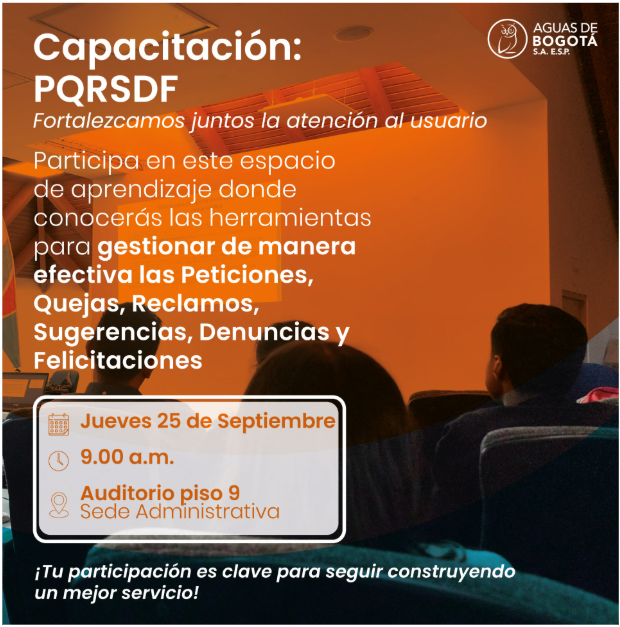 Capacitación:
PQRSDF
Fortalezcamos juntos la atención al usuario
AGUAS DE
BOGOTÁ
S.A. E.S.P.
Participa en este espacio
de aprendizaje donde
conocerás las herramientas
para gestionar de manera
efectiva las Peticiones,
Quejas, Reclamos,
Sugerencias, Denuncias y
Felicitaciones
Jueves 25 de Septiembre
9.00 a.m.
Auditorio piso 9
Sede Administrativa
¡Tu participación es clave para seguir construyendo
un mejor servicio!